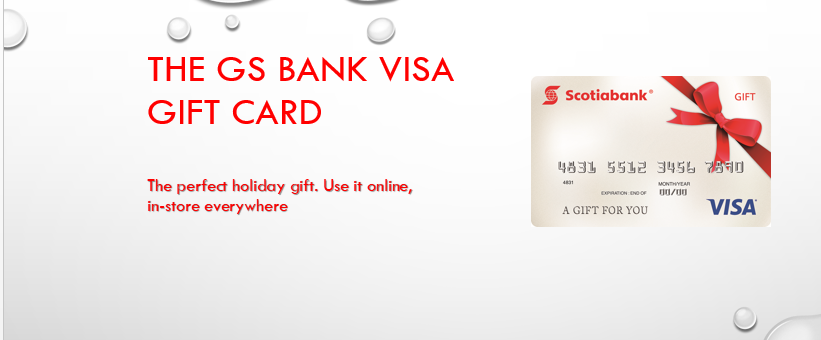 THE GS BANK VISA
GIFT CARD
The perfect holiday gift. Use it online,
in-store everywhere
Scotiabank®
GIFT
4831 5512 3456 7890
4831
MONTH/YEAR
EXPIRATION: END OF
00/00
A GIFT FOR YOU
VISA